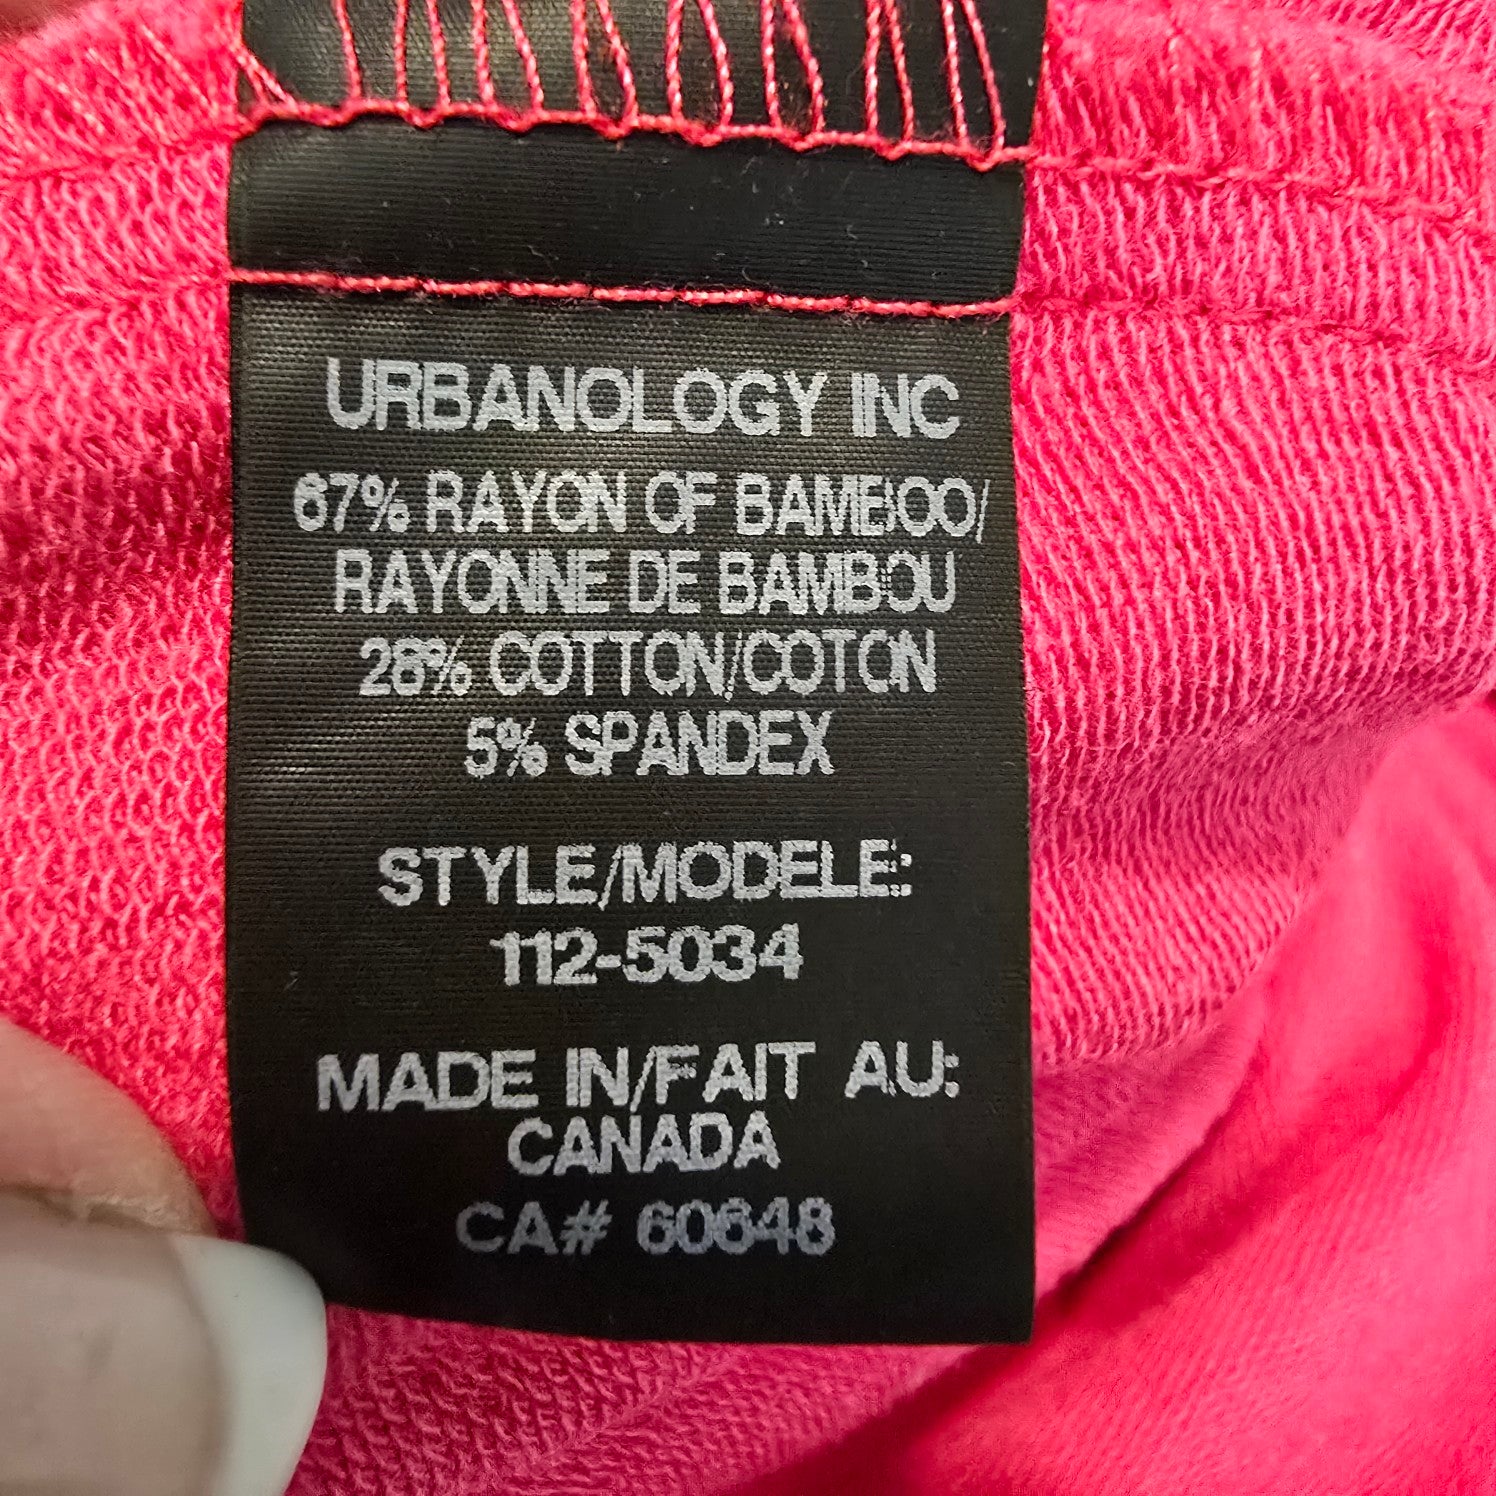 URBANOLOGY INC
67% RAYON OF BAMBOO/
RAYONNE DE BAMBOU
28% COTTON/COTON
5% SPANDEX
STYLE/MODELE:
112-5034
MADE IN/FAIT AU:
CANADA
CA# 60648